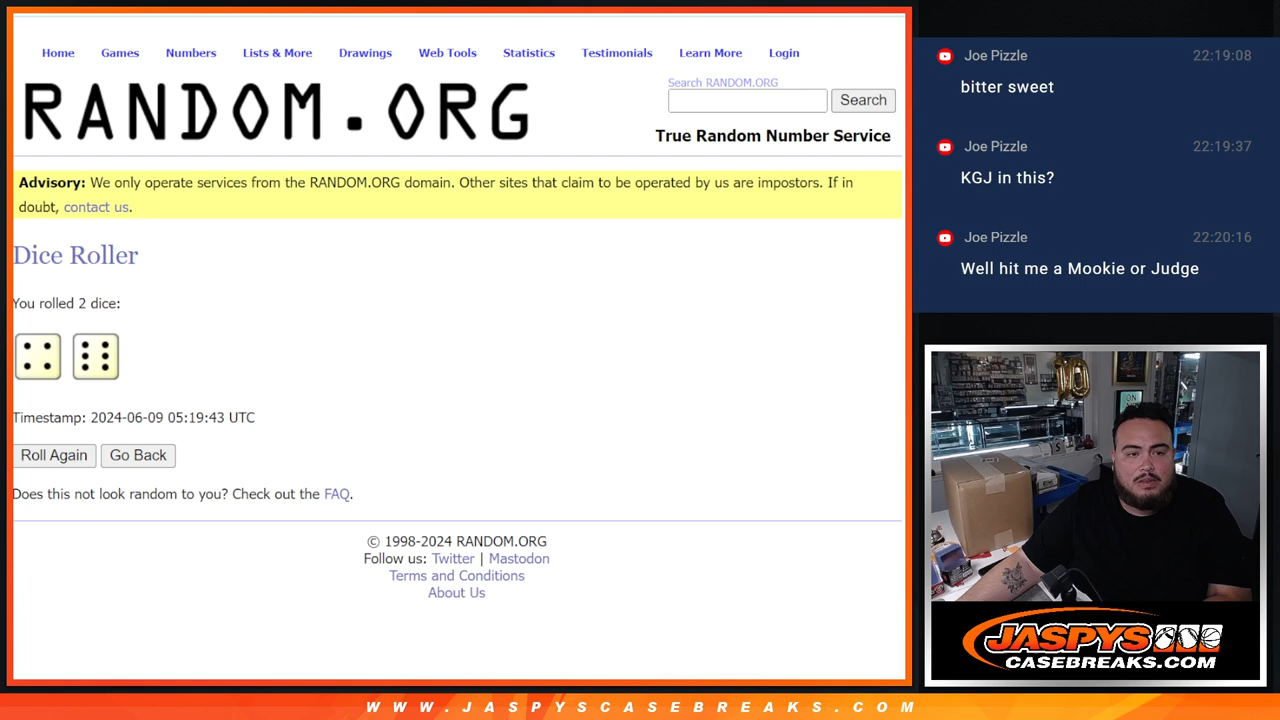 Home Games Numbers Lists & More Drawings Web Tools Statistics Testimonials Learn More Login
RANDOM.ORG
Search RANDOM.ORG
Search
True Random Number Service
Advisory: We only operate services from the RANDOM.ORG domain. Other sites that claim to be operated by us are impostors. If in
doubt, contact us.
Dice Roller
You rolled 2 dice:
Timestamp: 2024-06-09 05:19:43 UTC
Roll Again Go Back
Does this not look random to you? Check out the FAQ.
© 1998-2024 RANDOM.ORG
Follow us: Twitter | Mastodon
Terms and Conditions
About Us
Joe Pizzle 22:19:08
bitter sweet
Joe Pizzle 22:19:37
KGJ in this?
Joe Pizzle 22:20:16
Well hit me a Mookie or Judge
10
ON
JASPYS
CASEBREAKS.COM
WWW.JASPYSCASEBREAKS.COM